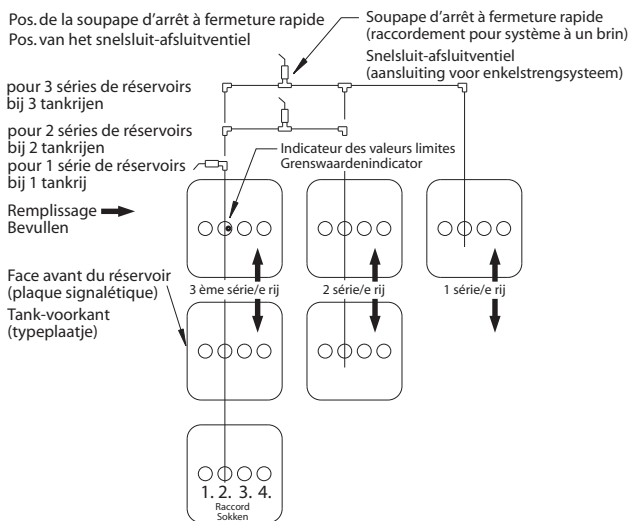 Pos. de la soupape d’arrêt à fermeture rapide
Pos. van het snelsluit-afsluitventiel
Soupape d’arrêt à fermeture rapide
(raccordement pour système à un brin)
Snelsluit-afsluitventiel
(aansluiting voor enkelstrengsysteem)
pour 3 séries de réservoirs
bij 3 tankrijen
pour 2 séries de réservoirs
bij 2 tankrijen
pour 1 série de réservoirs
bij 1 tankrij
Indicateur des valeurs limites
Grenswaardenindicator
Remplissage
Bevullen
Face avant du réservoir
(plaque signalétique)
Tank-voorkant
(typeplaatje)
3 ème série/e rij
2 série/e rij
1 série/e rij
1. 2. 3. 4.
Raccord
Sokken